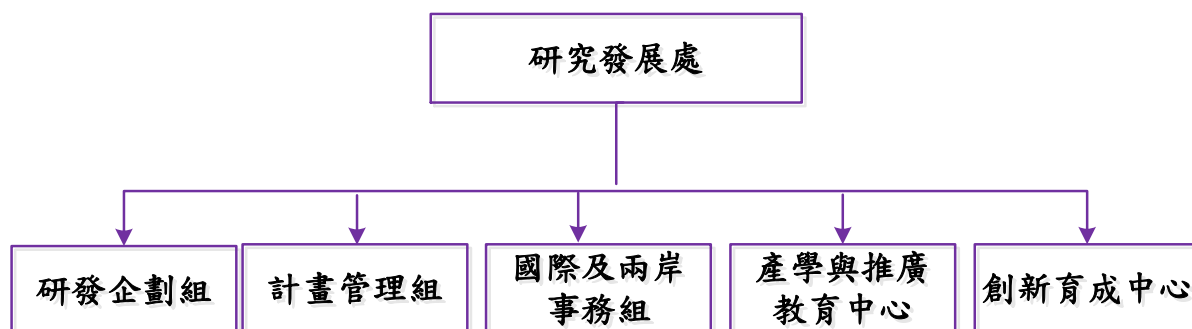 研究發展處
研發企劃組
計畫管理組
國際及兩岸
事務組
產學與推廣
教育中心
創新育成中心